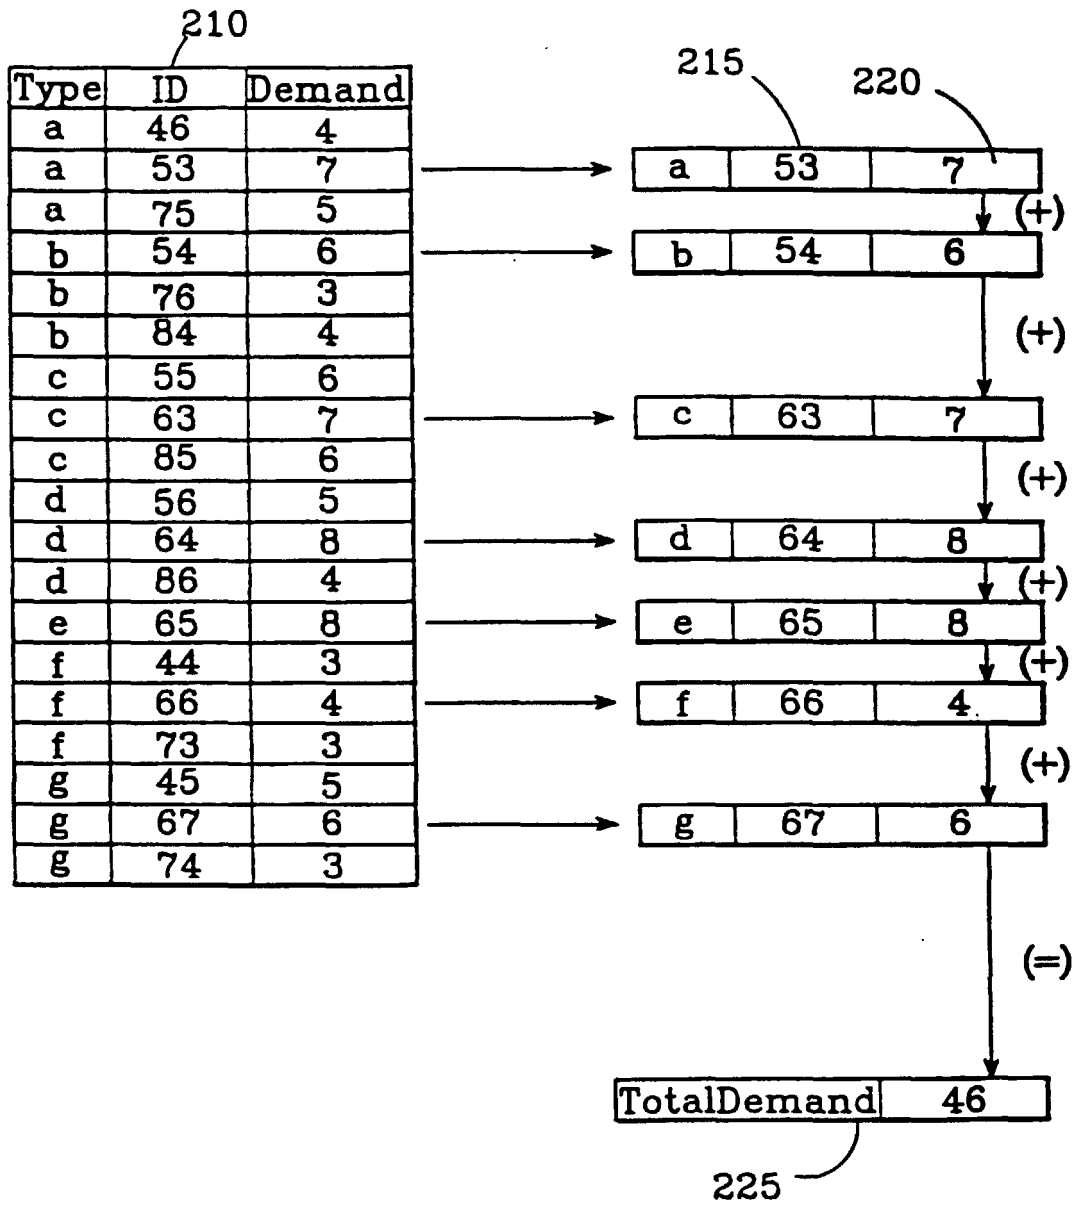 210
215
220
Type ID Demand
a 46 4
a 53 7 a 53 7
(+)
a 75 5
b 54 6 b 54 6
b 76 3
b 84 4 (+)
c 55 6
c 63 7 c 63 7
c 85 6 (+)
d 56 5
d 64 8 d 64 8
d 86 4 (+)
e 65 8 e 65 8
f 44 3 (+)
f 66 4 f 66 4
f 73 3 (+)
g 45 5
g 67 6 g 67 6
g 74 3
(=)
TotalDemand 46
225